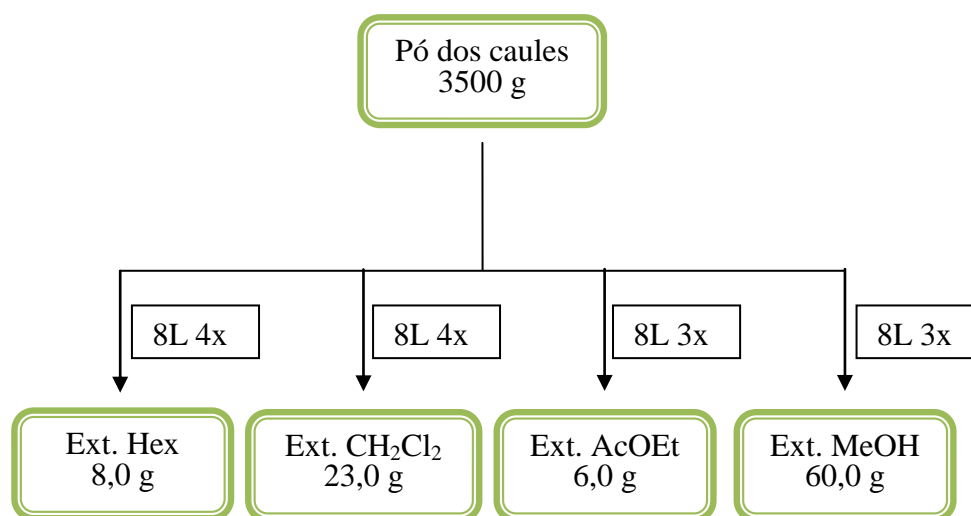 Pó dos caules
3500 g
8L 4x
8L 4x
8L 3x
8L 3x
Ext. Hex
8,0 g
Ext. CH₂Cl₂
23,0 g
Ext. AcOEt
6,0 g
Ext. MeOH
60,0 g